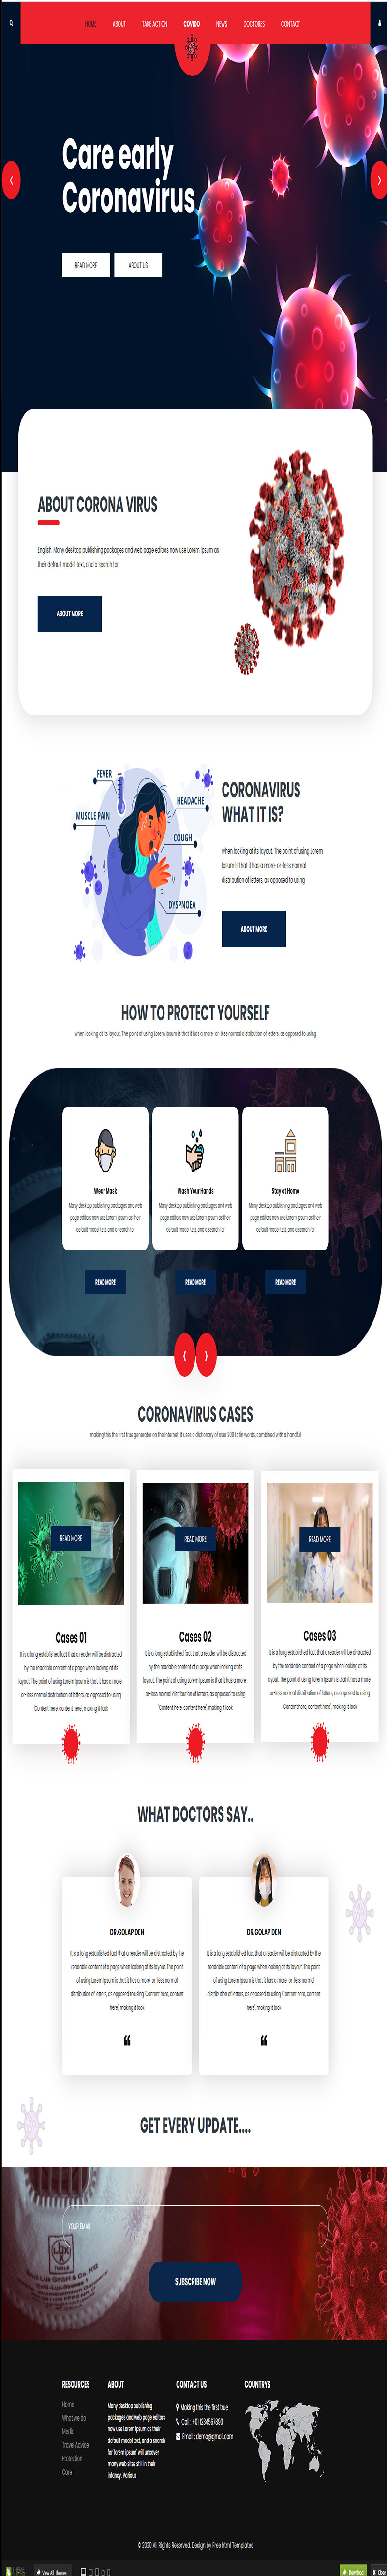 HOME ABOUT TAKE ACTION COVIDO NEWS DOCTORES CONTACT
Care early
Coronavirus
READ MORE ABOUT US
ABOUT CORONA VIRUS
English. Many desktop publishing packages and web page editors now use Lorem Ipsum as
their default model text, and a search for
ABOUT MORE
FEVER
MUSCLE PAIN
HEADACHE
COUGH
DYSPNOEA
CORONAVIRUS
WHAT IT IS?
when looking at its layout. The point of using Lorem
Ipsum is that it has a more-or-less normal
distribution of letters, as opposed to using
ABOUT MORE
HOW TO PROTECT YOURSELF
when looking at its layout. The point of using Lorem Ipsum is that it has a more-or-less normal distribution of letters, as opposed to using
Wear Mask
Many desktop publishing packages and web
page editors now use Lorem Ipsum as their
default model text, and a search for
READ MORE
Wash Your Hands
Many desktop publishing packages and web
page editors now use Lorem Ipsum as their
default model text, and a search for
READ MORE
Stay at Home
Many desktop publishing packages and web
page editors now use Lorem Ipsum as their
default model text, and a search for
READ MORE
CORONAVIRUS CASES
making this the first true generator on the Internet. It uses a dictionary of over 200 Latin words, combined with a handful
READ MORE
Cases 01
It is a long established fact that a reader will be distracted
by the readable content of a page when looking at its
layout. The point of using Lorem Ipsum is that it has a more-
or-less normal distribution of letters, as opposed to using
'Content here, content here', making it look
READ MORE
Cases 02
It is a long established fact that a reader will be distracted
by the readable content of a page when looking at its
layout. The point of using Lorem Ipsum is that it has a more-
or-less normal distribution of letters, as opposed to using
'Content here, content here', making it look
READ MORE
Cases 03
It is a long established fact that a reader will be distracted
by the readable content of a page when looking at its
layout. The point of using Lorem Ipsum is that it has a more-
or-less normal distribution of letters, as opposed to using
'Content here, content here', making it look
WHAT DOCTORS SAY..
DR.GOLAP DEN
It is a long established fact that a reader will be distracted by the
readable content of a page when looking at its layout. The point
of using Lorem Ipsum is that it has a more-or-less normal
distribution of letters, as opposed to using 'Content here, content
here', making it look
DR.GOLAP DEN
It is a long established fact that a reader will be distracted by the
readable content of a page when looking at its layout. The point
of using Lorem Ipsum is that it has a more-or-less normal
distribution of letters, as opposed to using 'Content here, content
here', making it look
GET EVERY UPDATE....
YOUR EMAIL
SUBSCRIBE NOW
RESOURCES
Home
What we do
Media
Travel Advice
Protection
Care
ABOUT
Many desktop publishing
packages and web page editors
now use Lorem Ipsum as their
default model text, and a search
for 'lorem ipsum' will uncover
many web sites still in their
infancy. Various
CONTACT US
Making this the first true
Call : +01 1234567890
Email : demo@gmail.com
COUNTRYS
© 2020 All Rights Reserved. Design by Free html Templates
THEME
View All Themes
Download
Close